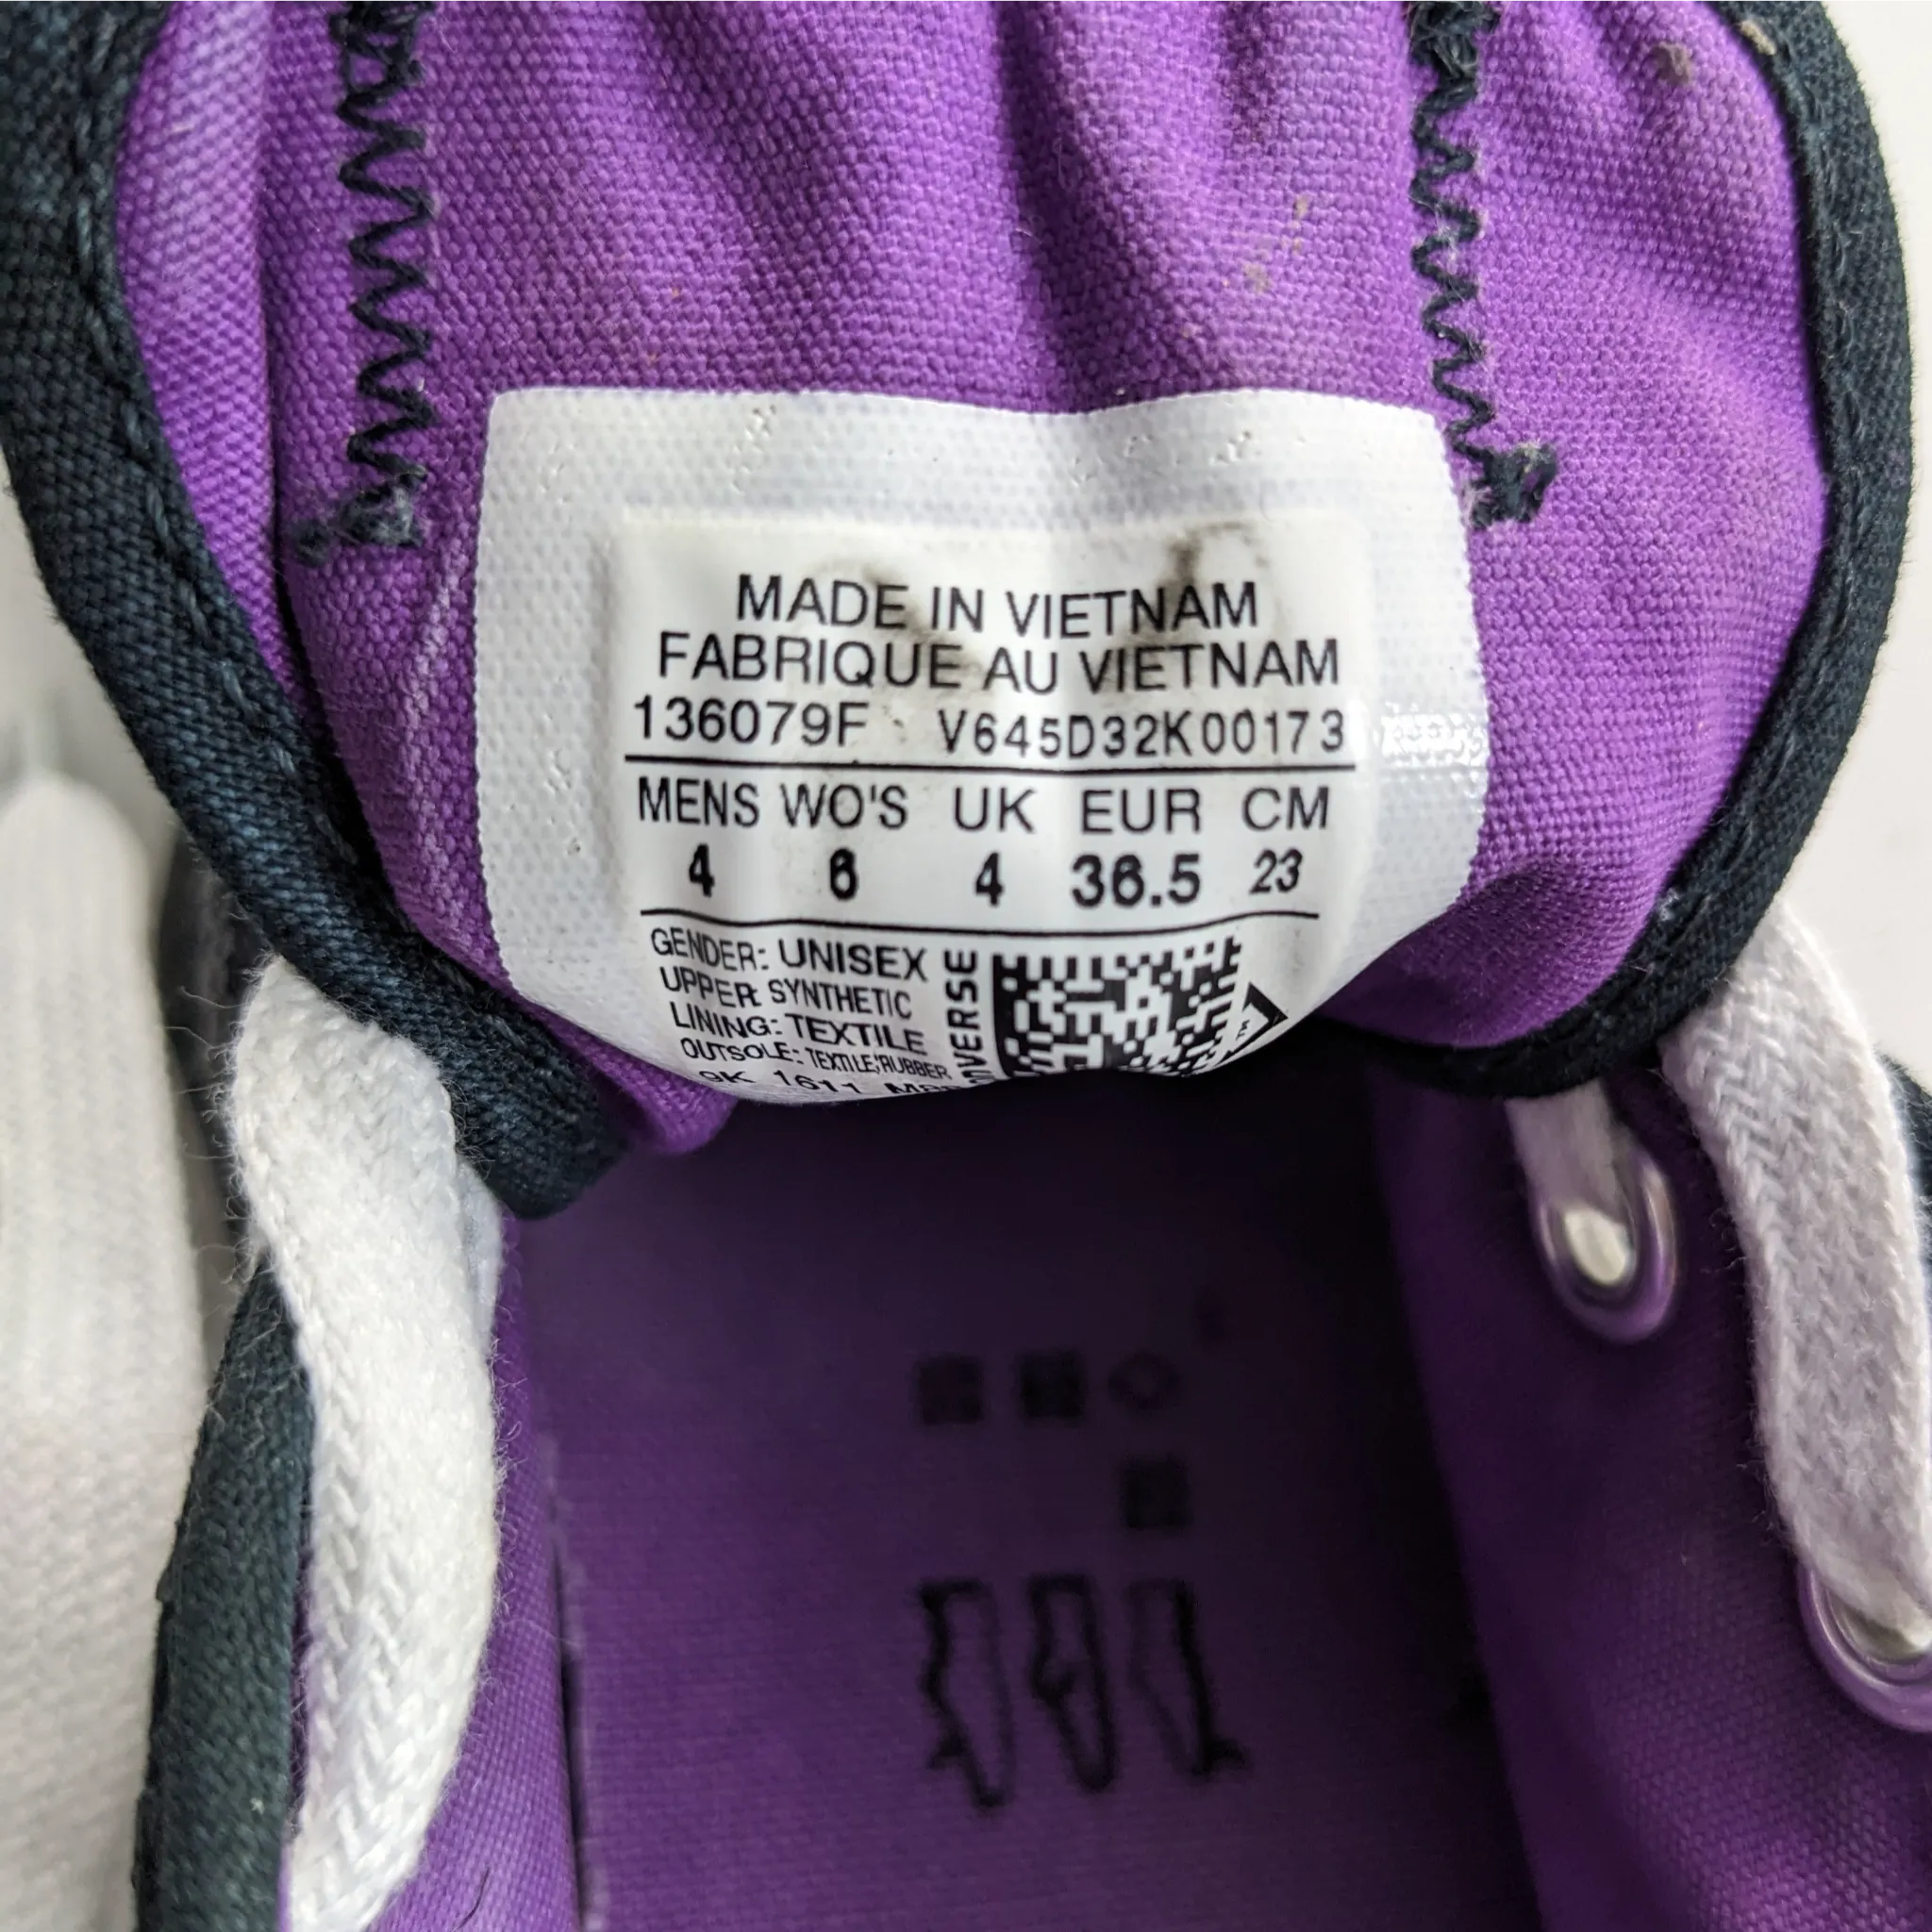 MADE IN VIETNAM
FABRIQUE AU VIETNAM
136079F V645D32K00173
MENS WO'S UK EUR CM
4 6 4 36.5 23
GENDER: UNISEX
UPPER: SYNTHETIC
LINING: TEXTILE
OUTSOLE: TEXTILE;RUBBER
1611